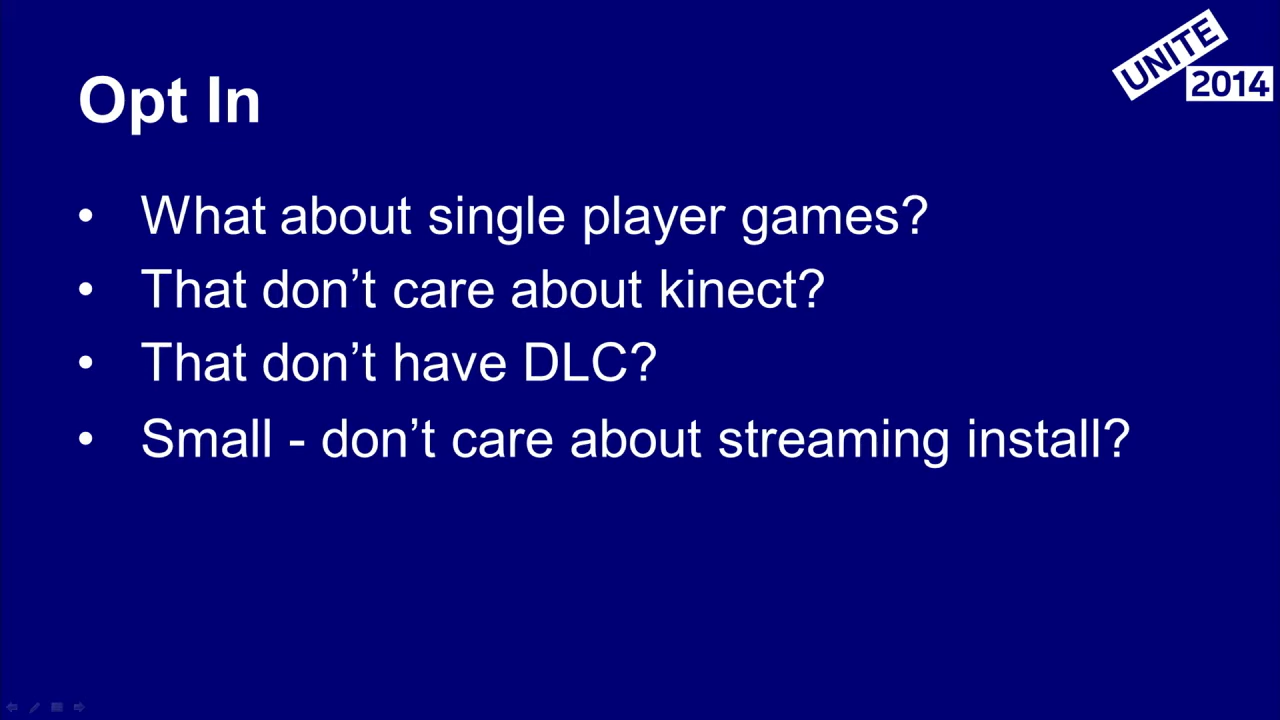 UNITE
2014
Opt In
• What about single player games?
• That don’t care about kinect?
• That don’t have DLC?
• Small - don’t care about streaming install?